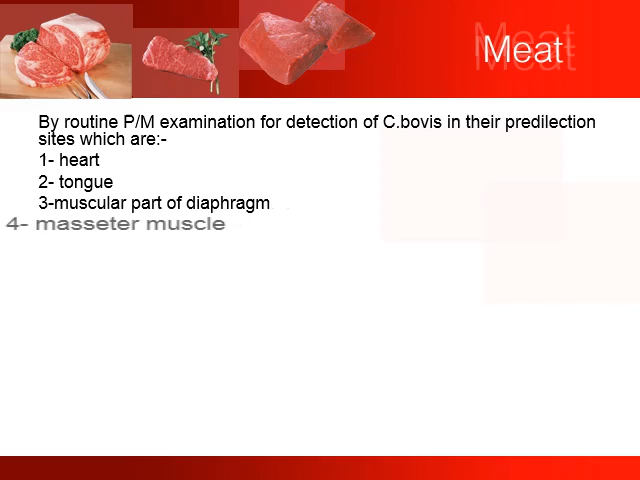 Meat
By routine P/M examination for detection of C.bovis in their predilection
sites which are:-
1- heart
2- tongue
3-muscular part of diaphragm
4- masseter muscle